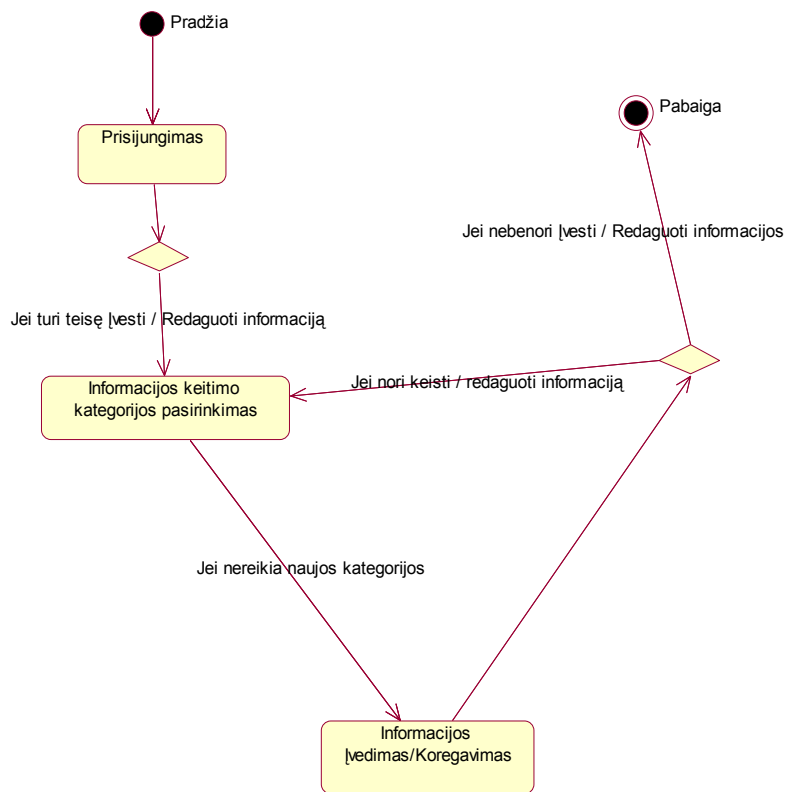 Pradžia
Prisijungimas
Pabaiga
Jei nebenori Įvesti / Redaguoti informacijos
Jei turi teisę Įvesti / Redaguoti informaciją
Informacijos keitimo
kategorijos pasirinkimas
Jei nori keisti / redaguoti informaciją
Jei nereikia naujos kategorijos
Informacijos
Įvedimas/Koregavimas